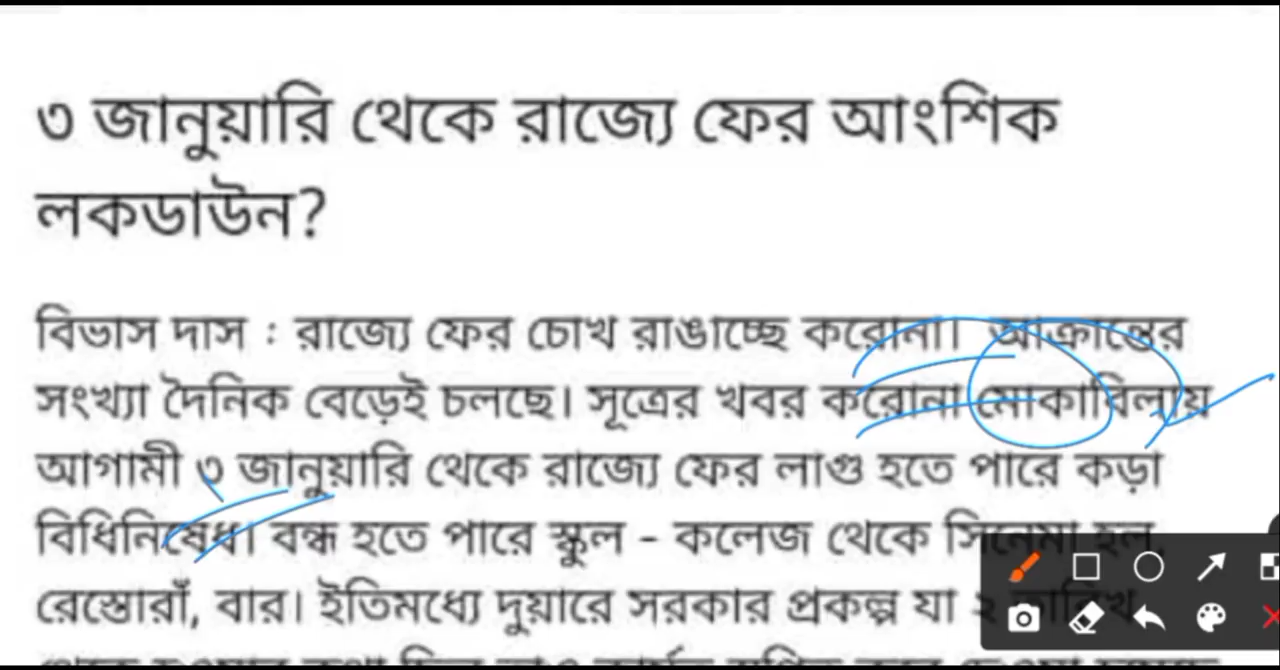 ৩ জানুয়ারি থেকে রাজ্যে ফের আংশিক
লকডাউন?
বিভাস দাস : রাজ্যে ফের চোখ রাঙাচ্ছে করোনা। আক্রান্তের
সংখ্যা দৈনিক বেড়েই চলছে। সূত্রের খবর করোনা মোকাবিলায়
আগামী ৩ জানুয়ারি থেকে রাজ্যে ফের লাগু হতে পারে কড়া
বিধিনিষেধ। বন্ধ হতে পারে স্কুল - কলেজ থেকে সিনেমা হল,
রেস্তোরাঁ, বার। ইতিমধ্যে দুয়ারে সরকার প্রকল্প যা ২ তারিখ